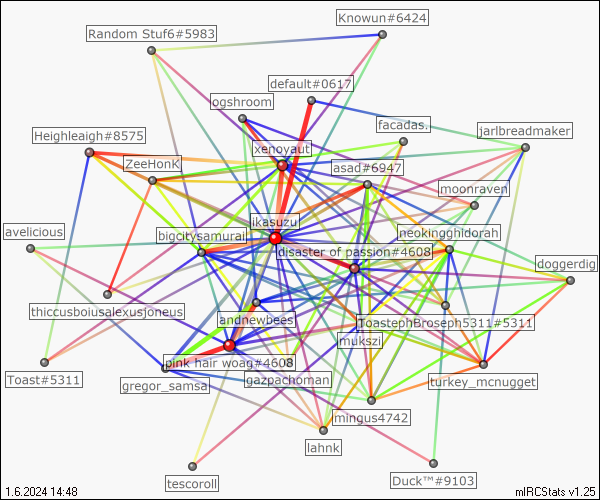 Knowun#6424
Random Stuf6#5983
default#0617
ogshroom
facadas.
jarlbreadmaker
Heighleigh#8575
xenoyaut
ZeeHonK
asad#6947
moonraven
ikasuzu
avelicious
bigcitysamurai
neokingghidorah
disaster of passion#4608
doggerdig
thiccusboiusalexusjoneus
andnewbees
ToastephBroseph5311#5311
mukszi
pink hair woag#4608
Toast#5311
gregor_samsa
gazpachoman
turkey_mcnugget
mingus4742
lahnk
tescoroll
Duck™#9103
1.6.2024 14:48
mIRCStats v1.25